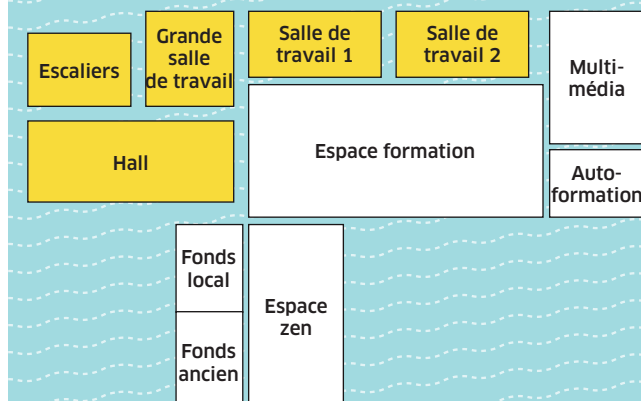 Escaliers
Grande
salle
de travail
Salle de
travail 1
Salle de
travail 2
Multi-
média
Hall
Espace formation
Auto-
formation
Fonds
local
Espace
zen
Fonds
ancien